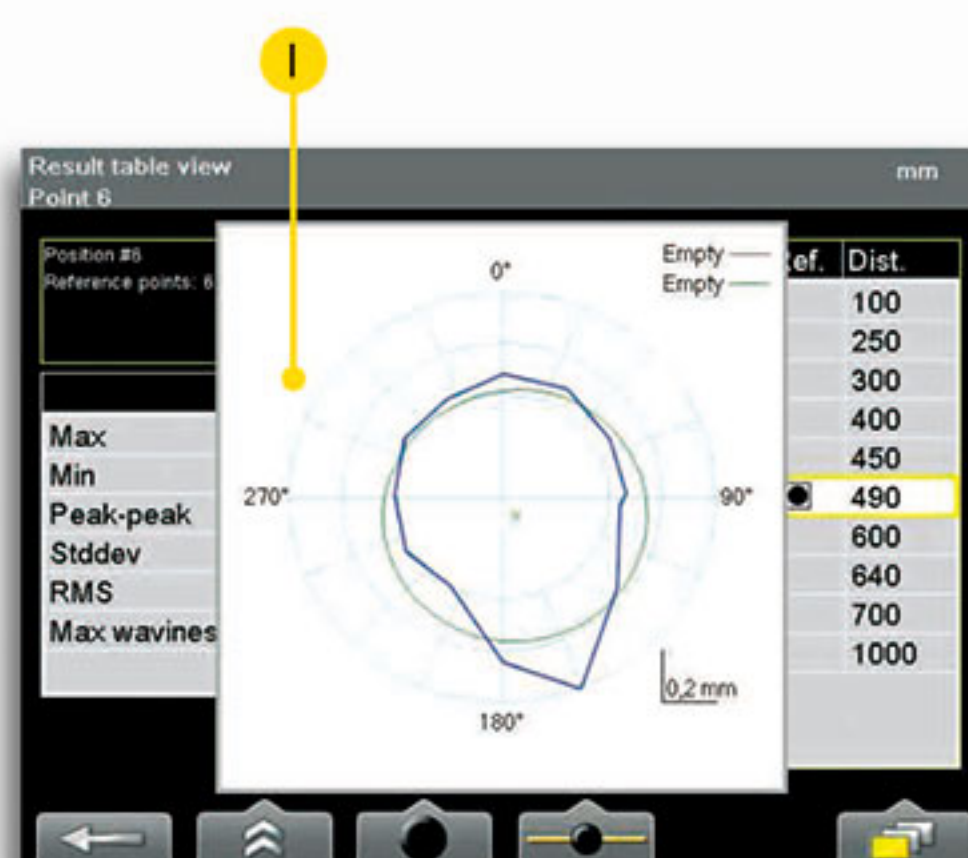 I
Result table view
mm
Point 6
Position #6
Reference points: 6
Max
Min
Peak-peak
Stddev
RMS
Max wavines
Empty
Empty
0°
90°
180°
270°
0,2 mm
ef. Dist.
100
250
300
400
450
490
600
640
700
1000